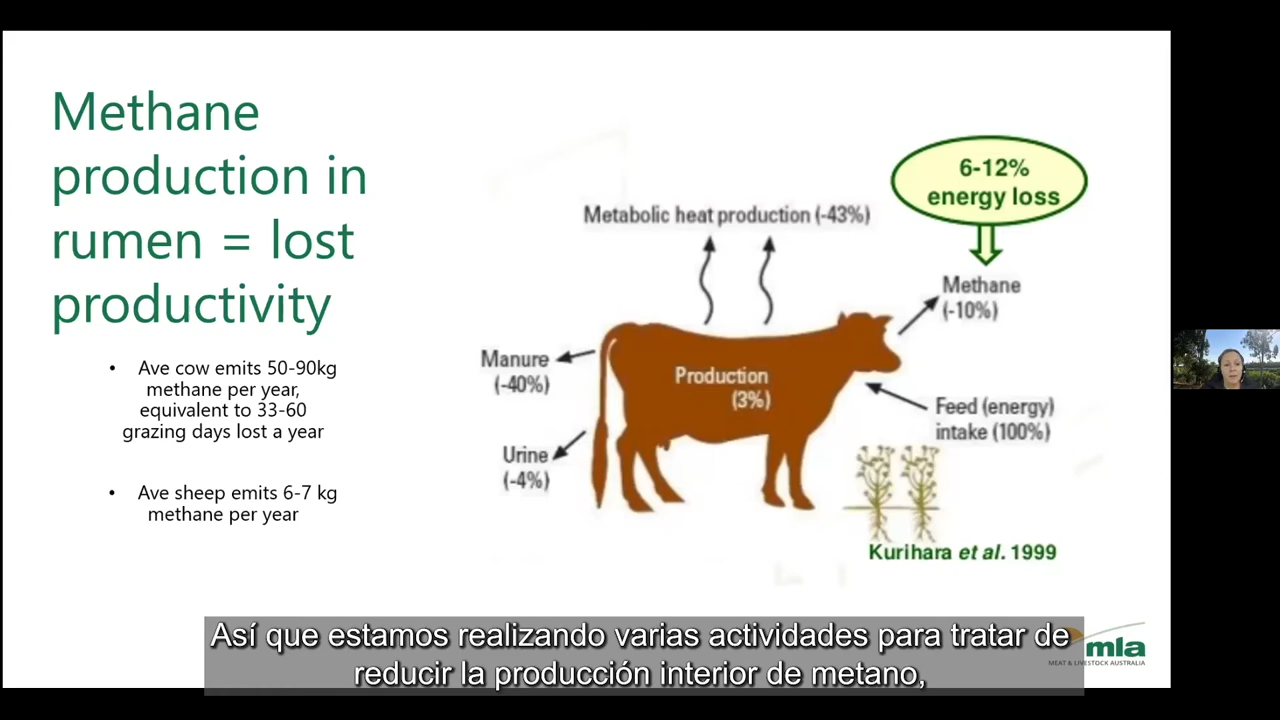 Methane
production in
rumen = lost
productivity
• Ave cow emits 50-90kg
methane per year,
equivalent to 33-60
grazing days lost a year
• Ave sheep emits 6-7 kg
methane per year
6-12%
energy loss
Metabolic heat production (-43%)
Methane
(-10%)
Manure
(-40%)
Production
(3%)
Feed (energy)
intake (100%)
Urine
(-4%)
Kurihara et al. 1999
Así que estamos realizando varias actividades para tratar de
reducir la producción interior de metano,
mla
MEAT & LIVESTOCK AUSTRALIA